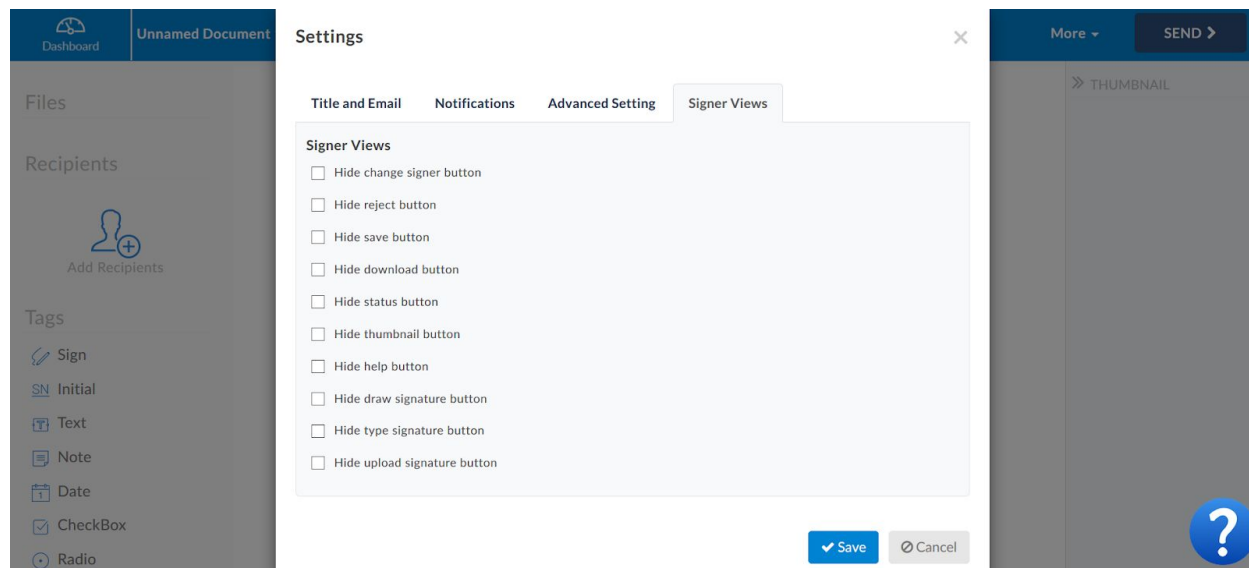 Dashboard
Unnamed Document
Settings
More
SEND
Files
Recipients
Add Recipients
Tags
Sign
SN Initial
T Text
Note
1 Date
CheckBox
Radio
Title and Email Notifications Advanced Setting Signer Views
Signer Views
Hide change signer button
Hide reject button
Hide save button
Hide download button
Hide status button
Hide thumbnail button
Hide help button
Hide draw signature button
Hide type signature button
Hide upload signature button
Save Cancel
THUMBNAIL
?